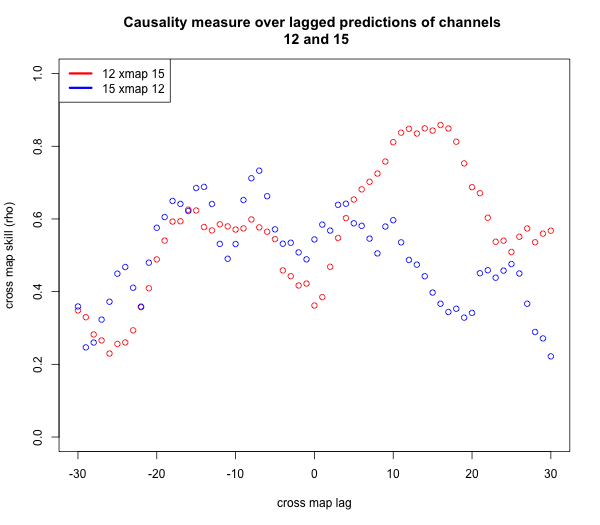 Causality measure over lagged predictions of channels
12 and 15
12 xmap 15
15 xmap 12
cross map skill (rho)
1.0
0.8
0.6
0.4
0.2
0.0
-30 -20 -10 0 10 20 30
cross map lag